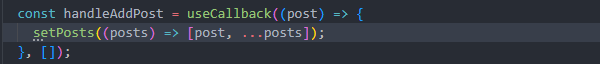 const handleAddPost = useCallback((post) => {
  setPosts((posts) => [post, ...posts]);
}, []);